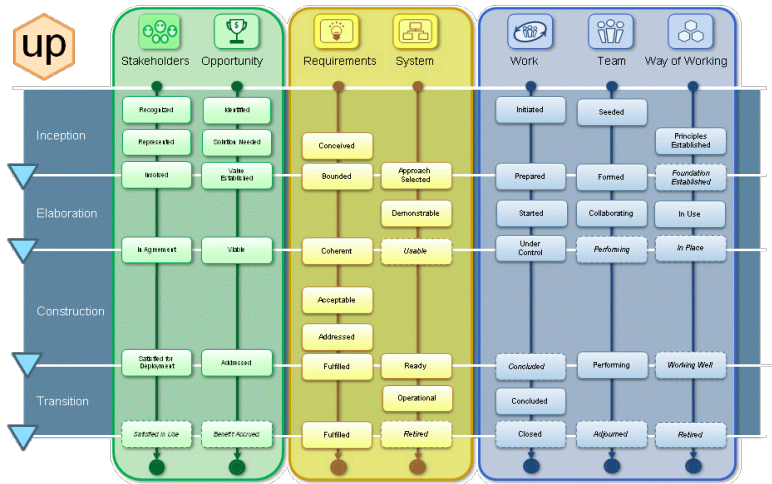 up
Stakeholders Opportunity Requirements System Work Team Way of Working
Recognized Identified Initiated Seeded
Inception
Represented Solution Needed Conceived Principles
Established
Involved Value
Established Bounded Approach
Selected Prepared Formed Foundation
Established
Elaboration Demonstrable Started Collaborating In Use
In Agreement Viable Coherent Usable Under
Control Performing In Place
Acceptable
Construction
Addressed
Satisfied for
Deployment Addressed Fulfilled Ready Concluded Performing Working Well
Transition Operational Concluded
Satisfied in Use Benefit Accrued Fulfilled Retired Closed Adjourned Retired